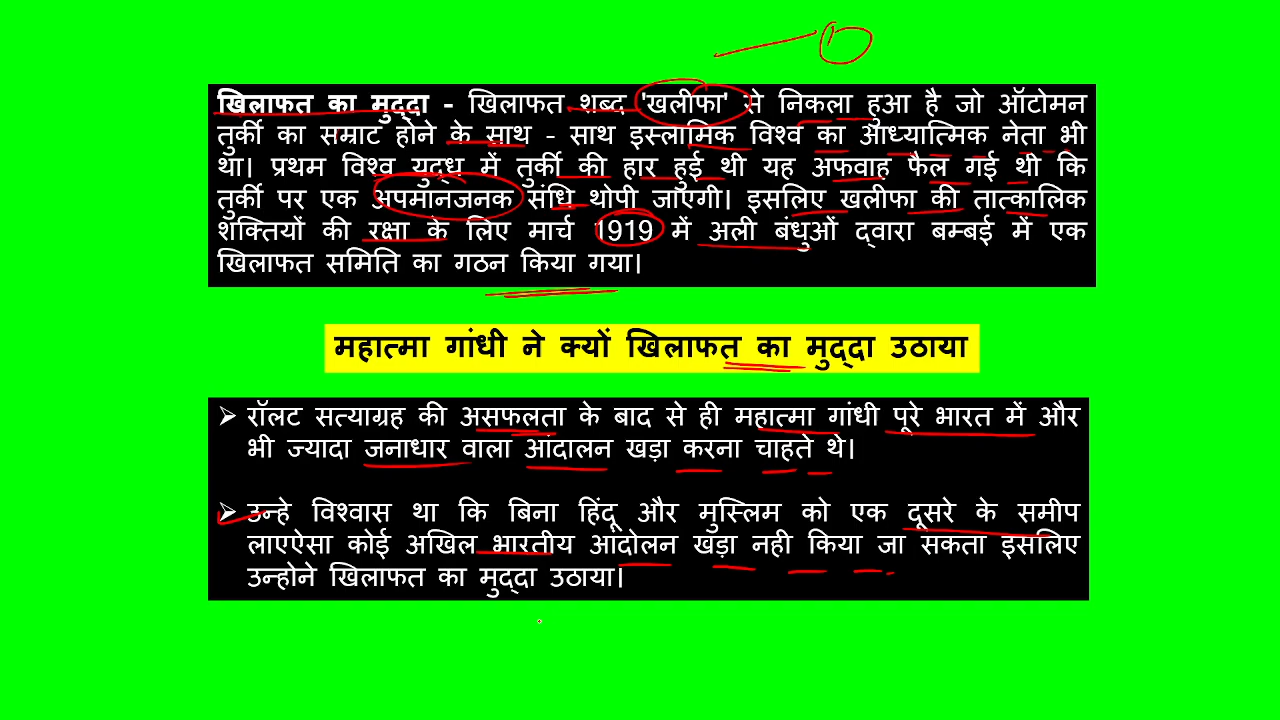 खिलाफत का मुद्दा - खिलाफत शब्द 'खलीफा' से निकला हुआ है जो ऑटोमन
तुर्की का सम्राट होने के साथ - साथ इस्लामिक विश्व का आध्यात्मिक नेता भी
था। प्रथम विश्व युद्ध में तुर्की की हार हुई थी यह अफवाह फैल गई थी कि
तुर्की पर एक अपमानजनक संधि थोपी जाएगी। इसलिए खलीफा की तात्कालिक
शक्तियों की रक्षा के लिए मार्च 1919 में अली बंधुओं द्वारा बम्बई में एक
खिलाफत समिति का गठन किया गया।
महात्मा गांधी ने क्यों खिलाफत का मुद्दा उठाया
➢ रॉलट सत्याग्रह की असफलता के बाद से ही महात्मा गांधी पूरे भारत में और
भी ज्यादा जनाधार वाला आंदालन खड़ा करना चाहते थे।
➢ उन्हे विश्वास था कि बिना हिंदू और मुस्लिम को एक दूसरे के समीप
लाएऐसा कोई अखिल भारतीय आंदोलन खड़ा नही किया जा सकता इसलिए
उन्होने खिलाफत का मुद्दा उठाया।